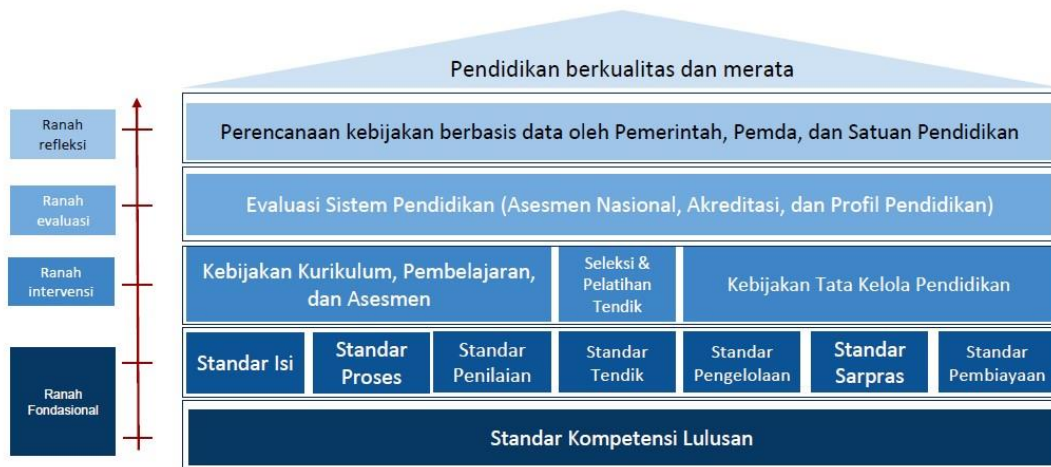 Pendidikan berkualitas dan merata
Ranah
refleksi
Perencanaan kebijakan berbasis data oleh Pemerintah, Pemda, dan Satuan Pendidikan
Ranah
evaluasi
Evaluasi Sistem Pendidikan (Asesmen Nasional, Akreditasi, dan Profil Pendidikan)
Ranah
intervensi
Kebijakan Kurikulum, Pembelajaran,
dan Asesmen
Seleksi &
Pelatihan
Tendik
Kebijakan Tata Kelola Pendidikan
Ranah
Fondasional
Standar Isi
Standar
Proses
Standar
Penilaian
Standar
Tendik
Standar
Pengelolaan
Standar
Sarpras
Standar
Pembiayaan
Standar Kompetensi Lulusan